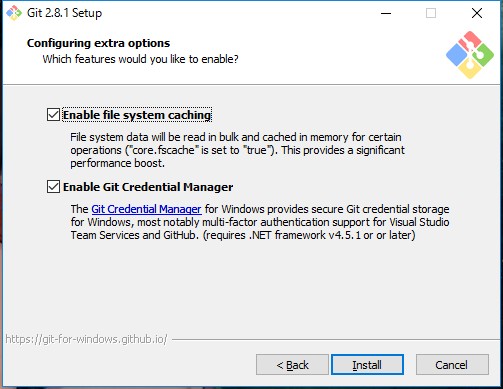 Git 2.8.1 Setup
Configuring extra options
Which features would you like to enable?
Enable file system caching
File system data will be read in bulk and cached in memory for certain
operations ("core.fscache" is set to "true"). This provides a significant
performance boost.
Enable Git Credential Manager
The Git Credential Manager for Windows provides secure Git credential storage
for Windows, most notably multi-factor authentication support for Visual Studio
Team Services and GitHub. (requires .NET framework v4.5.1 or or later)
https://git-for-windows.github.io/
< Back
Install
Cancel